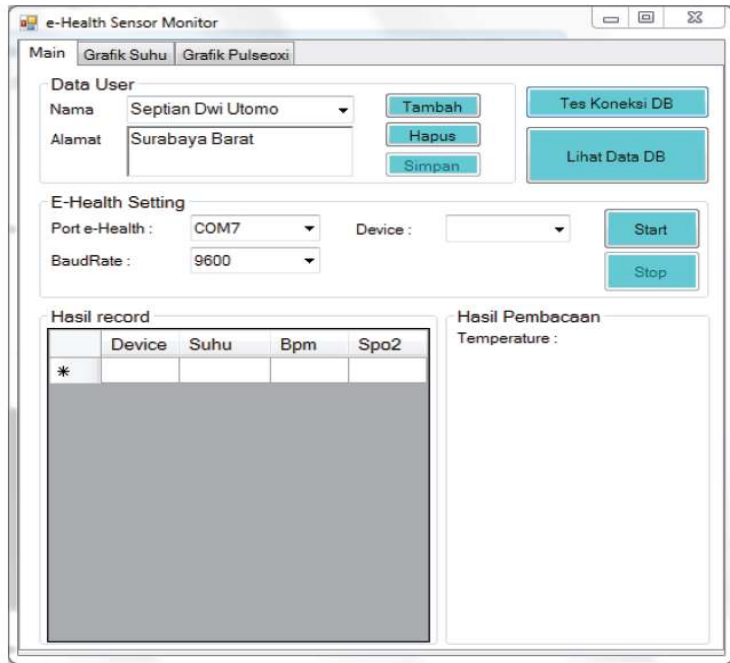 e-Health Sensor Monitor
Main Grafik Suhu Grafik Pulseoxi
Data User
Nama Septian Dwi Utomo
Alamat Surabaya Barat
Tambah
Hapus
Simpan
Tes Koneksi DB
Lihat Data DB
E-Health Setting
Port e-Health : COM7 Device : Start
BaudRate : 9600 Stop
Hasil record
Device Suhu Bpm Spo2
*
Hasil Pembacaan
Temperature :